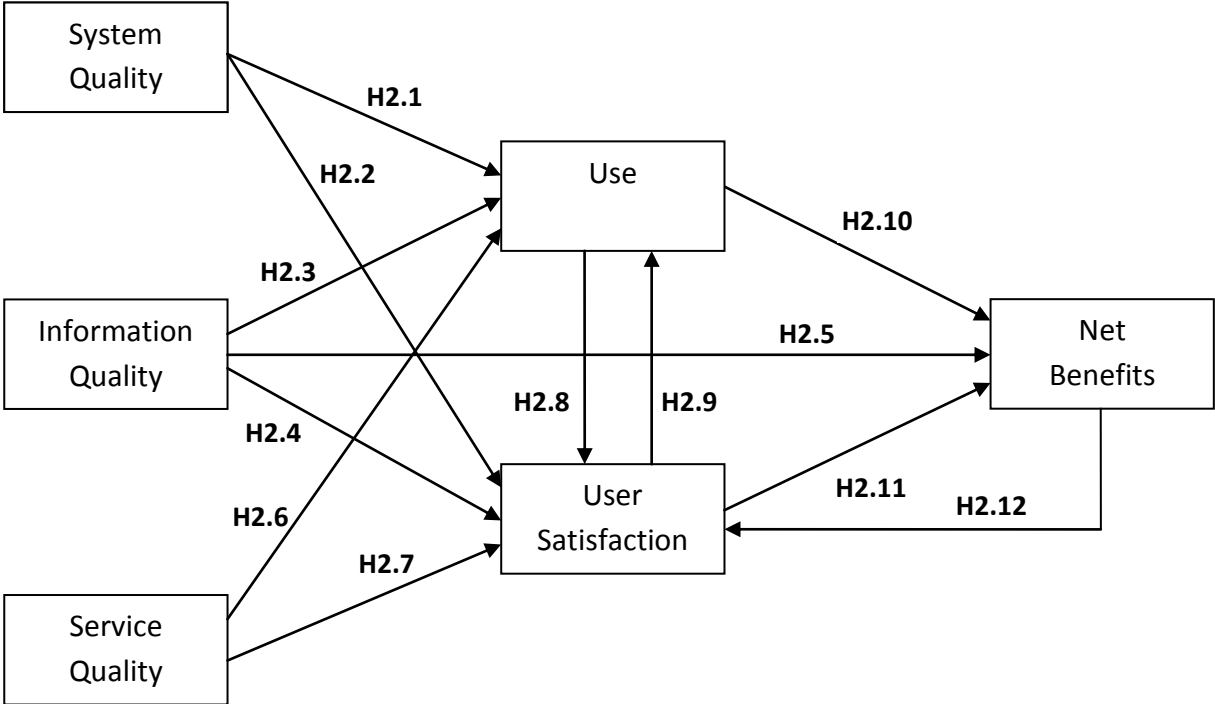 System
Quality
H2.1
H2.2
Use
H2.10
H2.3
Information
Quality
H2.5
Net
Benefits
H2.8
H2.9
H2.4
User
Satisfaction
H2.11
H2.12
H2.6
H2.7
Service
Quality